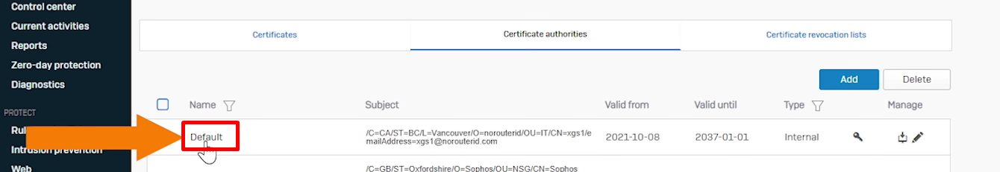 Control center
Current activities
Reports
Zero-day protection
Diagnostics
PROTECT
Rul
Intrusion prevention
Web
Certificates
Certificate authorities
Certificate revocation lists
Add
Delete
Name
Subject
Valid from
Valid until
Type
Manage
Default
/C=CA/ST=BC/L=Vancouver/O=norouterid/OU=IT/CN=xgs1/e
mailAddress=xgs1@norouterid.com
2021-10-08
2037-01-01
Internal
/C=GB/ST=Oxfordshire/O=Sophos/OU=NSG/CN=Sophos